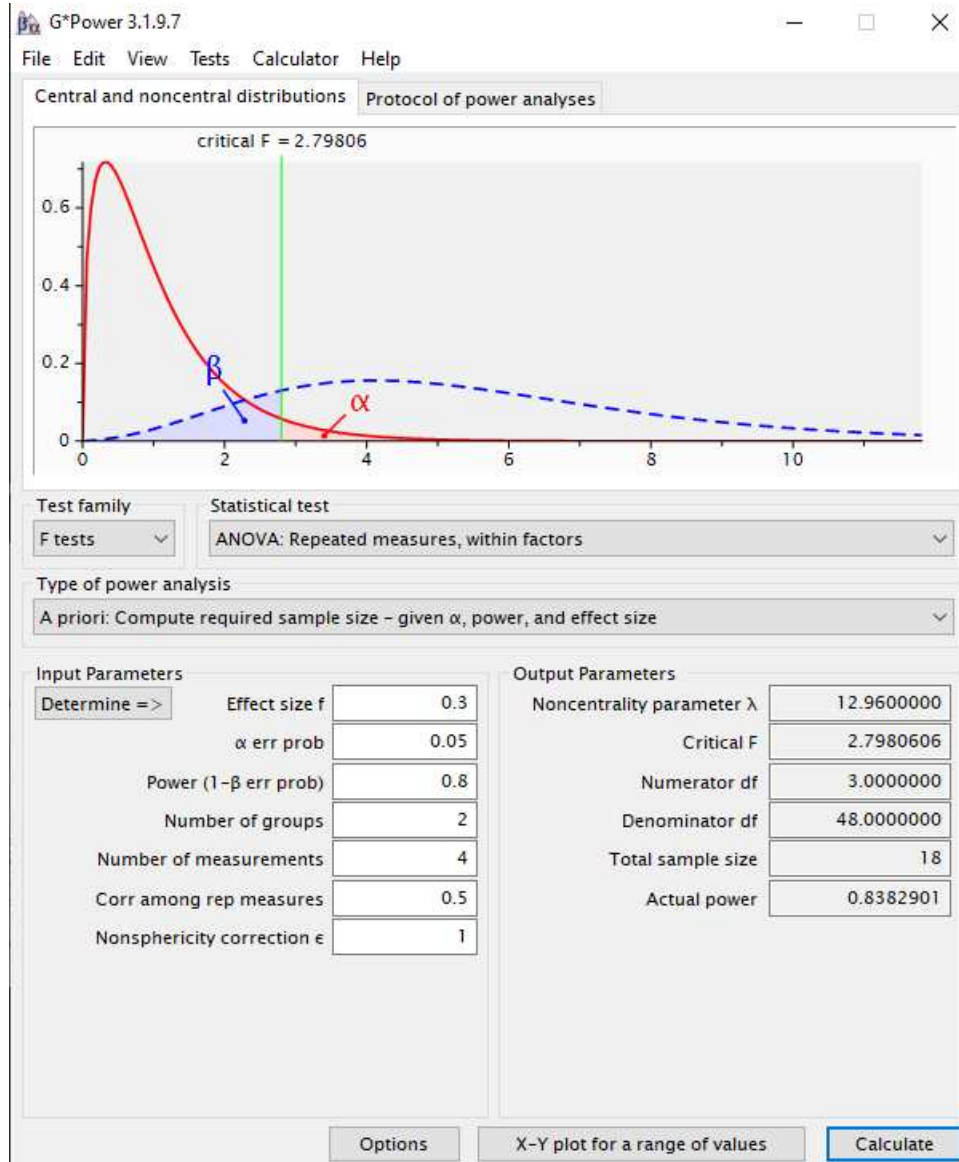 G*Power 3.1.9.7
File Edit View Tests Calculator Help
Central and noncentral distributions Protocol of power analyses
critical F = 2.79806
0.6
0.4
0.2
0
β
α
0 2 4 6 8 10
Test family Statistical test
F tests ANOVA: Repeated measures, within factors
Type of power analysis
A priori: Compute required sample size – given α, power, and effect size
Input Parameters Output Parameters
Determine => Effect size f 0.3 Noncentrality parameter λ 12.9600000
α err prob 0.05 Critical F 2.7980606
Power (1-β err prob) 0.8 Numerator df 3.0000000
Number of groups 2 Denominator df 48.0000000
Number of measurements 4 Total sample size 18
Corr among rep measures 0.5 Actual power 0.8382901
Nonsphericity correction ϵ 1
Options X-Y plot for a range of values Calculate